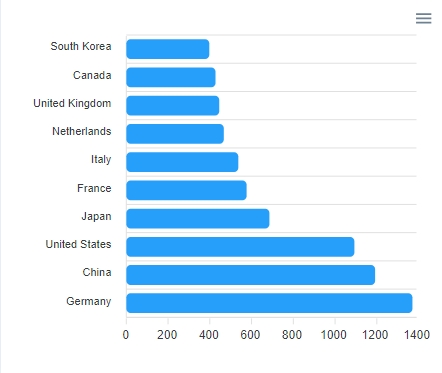 South Korea
Canada
United Kingdom
Netherlands
Italy
France
Japan
United States
China
Germany
0 200 400 600 800 1000 1200 1400